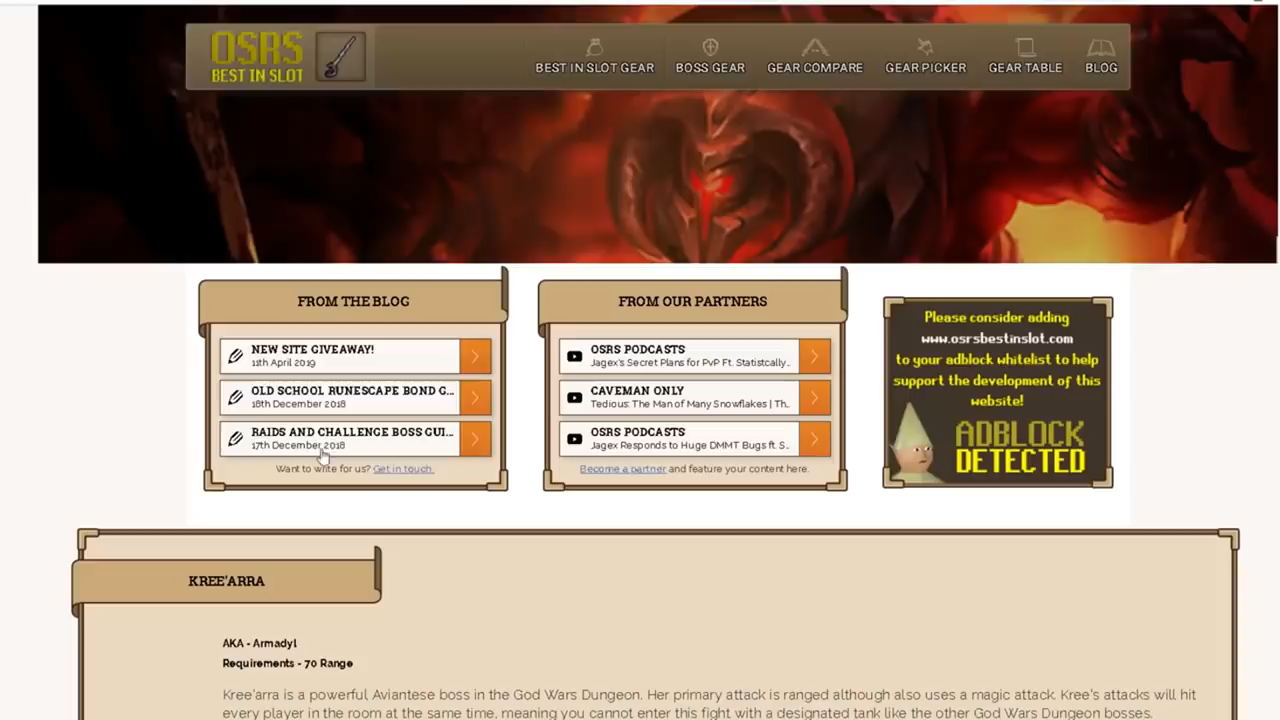 OSRS
BEST IN SLOT
BEST IN SLOT GEAR
BOSS GEAR
GEAR COMPARE
GEAR PICKER
GEAR TABLE
BLOG
FROM THE BLOG
NEW SITE GIVEAWAY!
11th April 2019
OLD SCHOOL RUNESCAPE BOND G...
18th December 2018
RAIDS AND CHALLENGE BOSS GUI...
17th December 2018
Want to write for us? Get in touch.
FROM OUR PARTNERS
OSRS PODCASTS
Jagex's Secret Plans for PvP Ft. Statistcally..
CAVEMAN ONLY
Tedious: The Man of Many Snowflakes | Th..
OSRS PODCASTS
Jagex Responds to Huge DMMT Bugs ft. S..
Become a partner and feature your content here.
Please consider adding
www.osrsbestinslot.com
to your adblock whitelist to help
support the development of this
website!
ADBLOCK
DETECTED
KREE'ARRA
AKA - Armadyl
Requirements - 70 Range
Kree'arra is a powerful Aviantese boss in the God Wars Dungeon. Her primary attack is ranged although also uses a magic attack. Kree's attacks will hit
every player in the room at the same time, meaning you cannot enter this fight with a designated tank like the other God Wars Dungeon bosses.